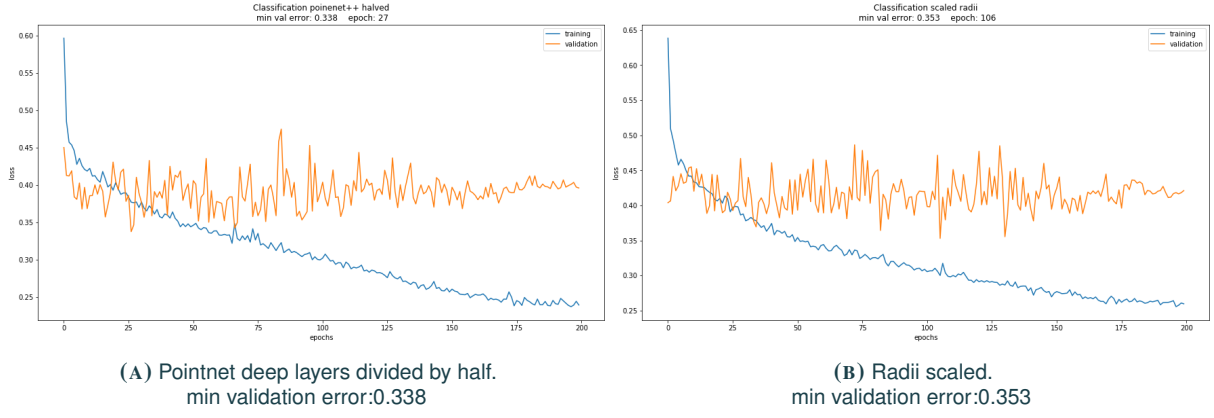 Classification poinenet++ halved
min val error: 0.338 epoch: 27
training
validation
0.60
0.55
0.50
0.45
0.40
0.35
0.30
0.25
loss
0
25
50
75
100
125
150
175
200
epochs
(A) Pointnet deep layers divided by half.
min validation error:0.338
Classification scaled radii
min val error: 0.353 epoch: 106
training
validation
0.65
0.60
0.55
0.50
0.45
0.40
0.35
0.30
0.25
loss
0
25
50
75
100
125
150
175
200
epochs
(B) Radii scaled.
min validation error:0.353